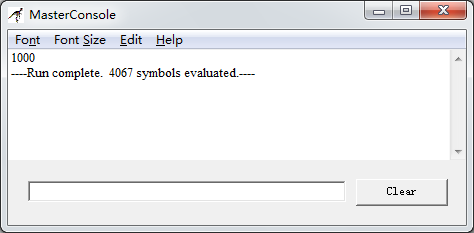 MasterConsole
Font Font Size Edit Help
1000
----Run complete. 4067 symbols evaluated.----
Clear